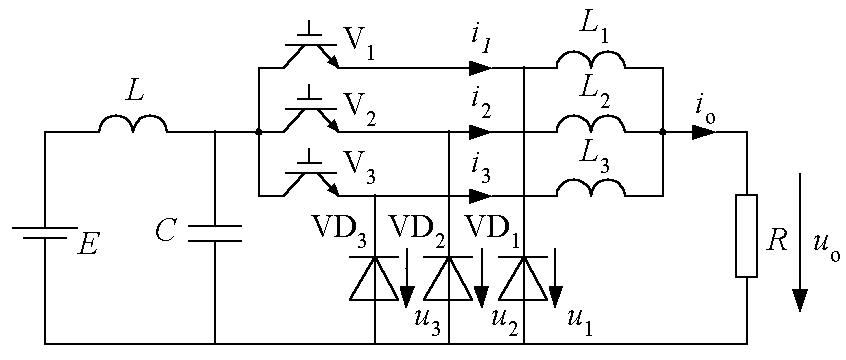 V₁ i₁ L₁
L V₂ i₂ L₂ iₒ
V₃ i₃ L₃
E C VD₃ VD₂ VD₁ R uₒ
u₃ u₂ u₁